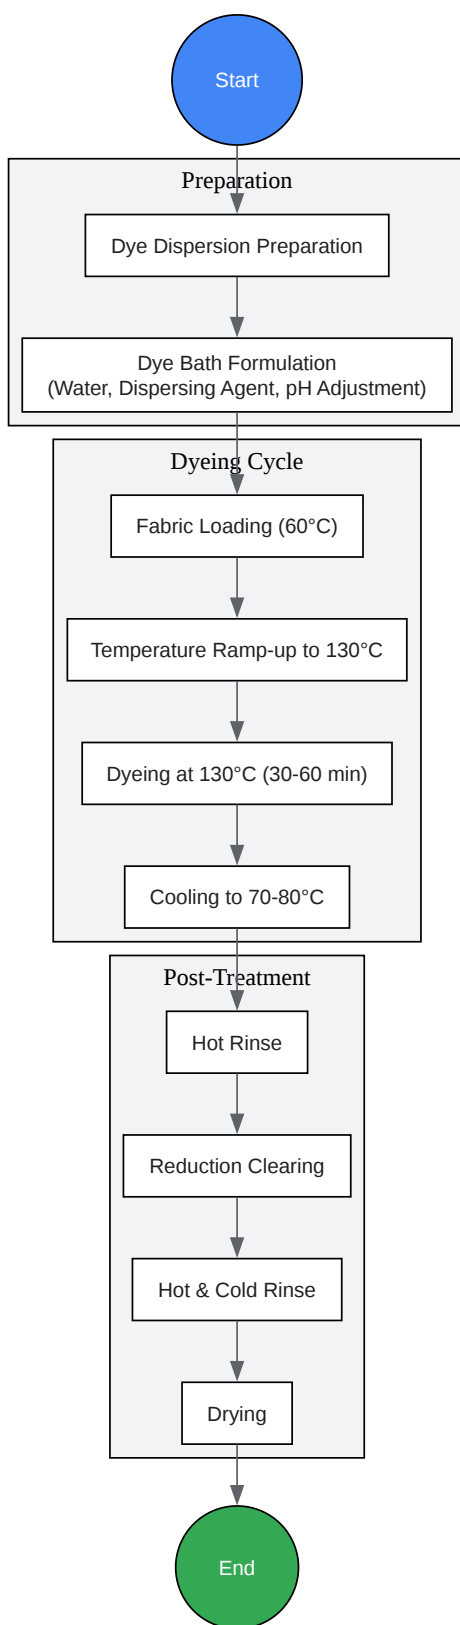 Start
Preparation
Dye Dispersion Preparation
Dye Bath Formulation
(Water, Dispersing Agent, pH Adjustment)
Dyeing Cycle
Fabric Loading (60°C)
Temperature Ramp-up to 130°C
Dyeing at 130°C (30-60 min)
Cooling to 70-80°C
Post-Treatment
Hot Rinse
Reduction Clearing
Hot & Cold Rinse
Drying
End